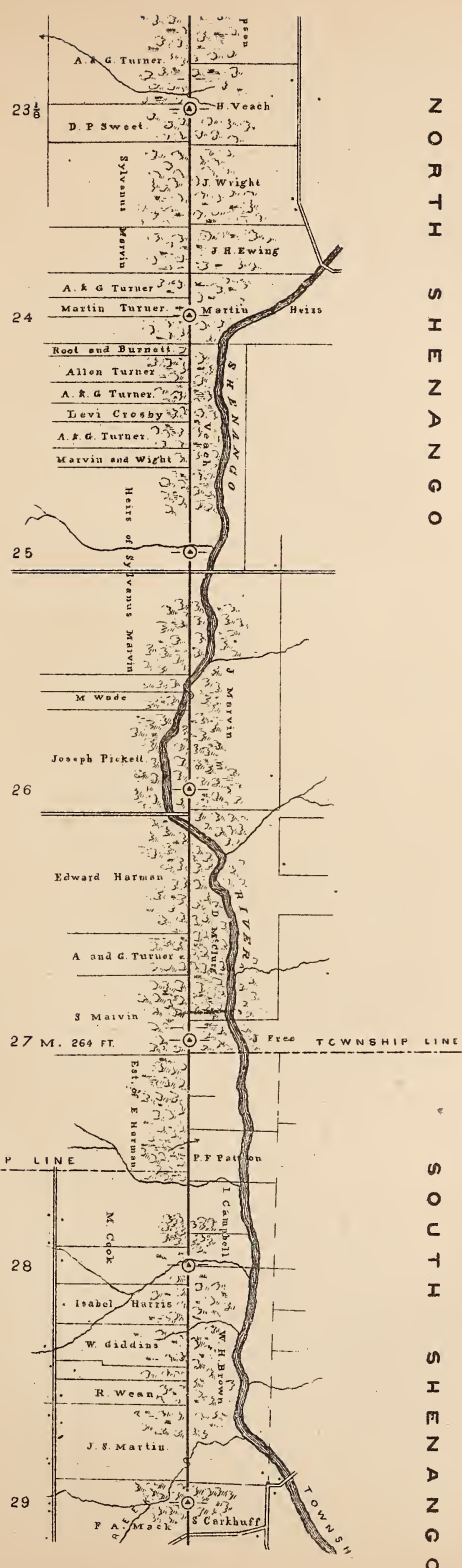 pson
A. & G. Turner.
23⅛
H. Veach
D. P Sweet.
Sylvanus Marvin
J. Wright
J. H. Ewing
NORTH SHENANGO
A. & G Turner
24
Martin Turner.
Martin Heirs
Root and Burnett.
Allen Turner
A. & G. Turner.
Levi Crosby
A. & G. Turner.
Marvin and Wight
Veach
SHENANGO
Heirs of Sylvanus Marvin
25
M Wade
J Marvin
Joseph Pickett
26
Edward Harman
RIVER
D. McClurg
A and G. Turner
S Marvin
27 M. 264 FT.
J Free
TOWNSHIP LINE
Est. of E Harman
P. F Patton
P LINE
I Campbell
M. Cook
28
Isabel Harris
W. Giddins
W. H. Brown
R. Wean
J. S. Martin.
SOUTH SHENANGO
29
F A. Mack
S Carkhuff
TOWNSH